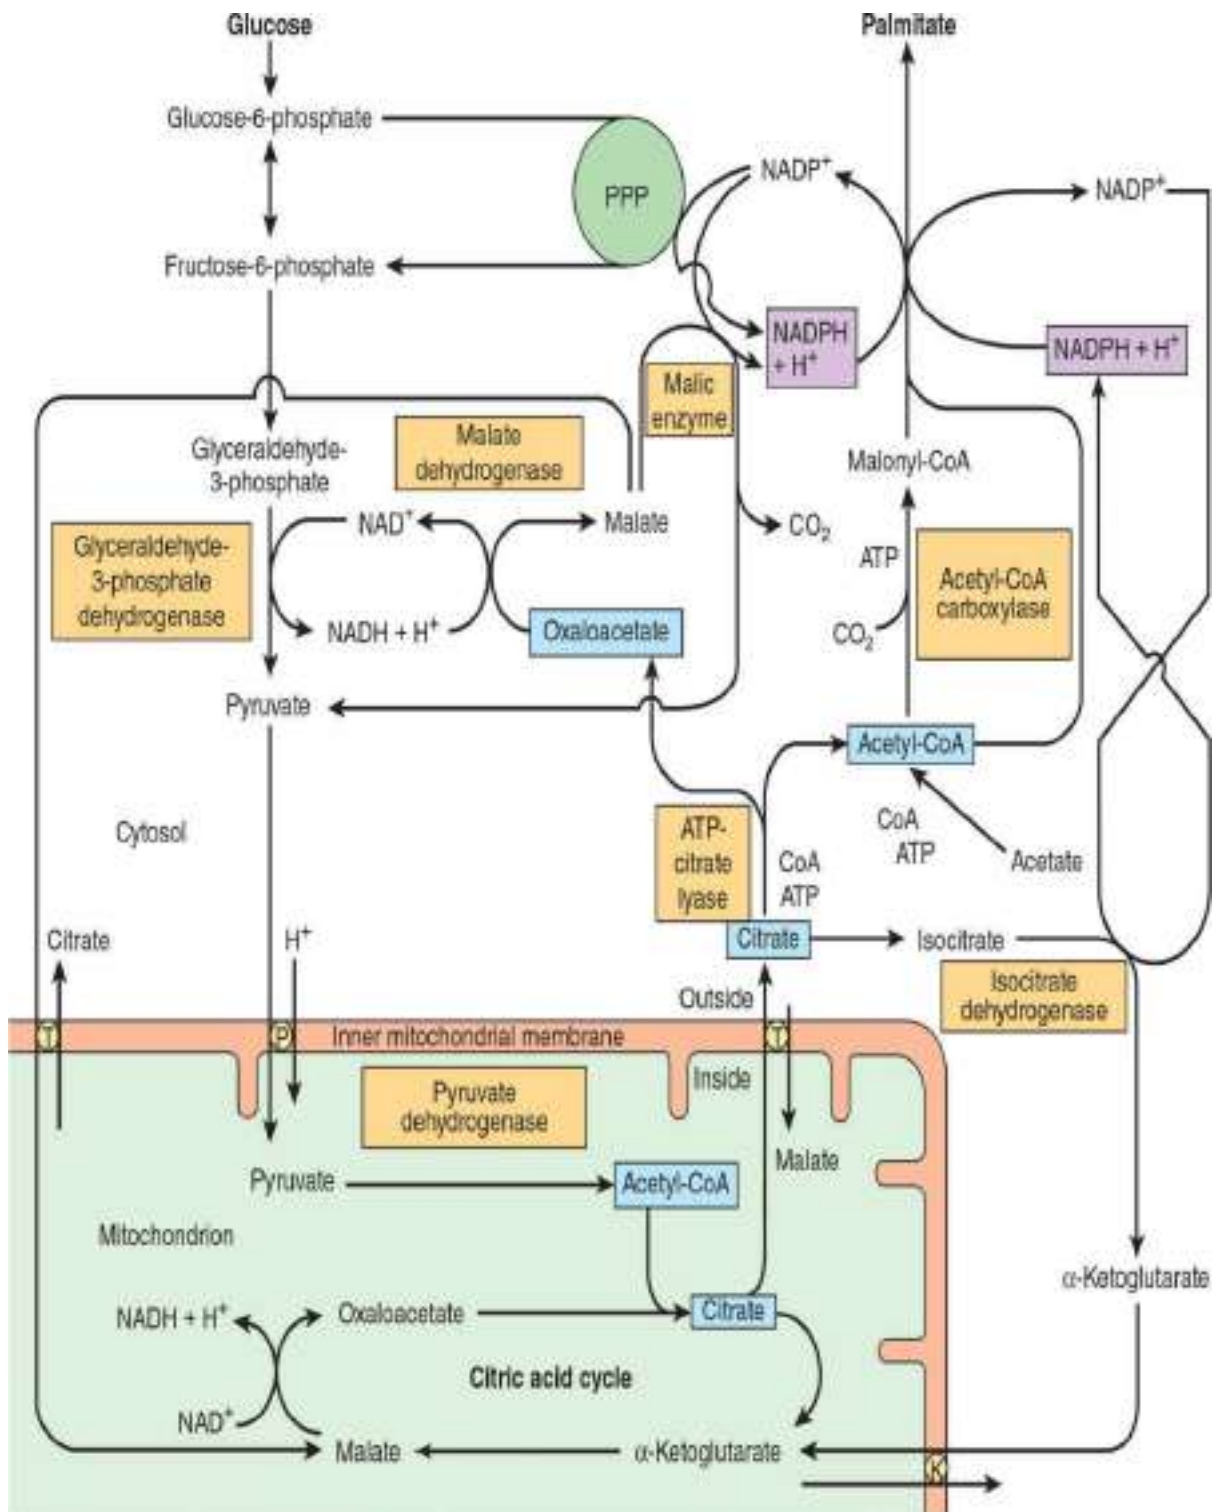 Glucose
Palmitate
Glucose-6-phosphate
PPP
NADP⁺
NADP⁺
Fructose-6-phosphate
NADPH
+ H⁺
NADPH + H⁺
Malic
enzyme
Malate
dehydrogenase
Glyceraldehyde-
3-phosphate
Malonyl-CoA
NAD⁺
Malate
CO₂
Glyceraldehyde-
3-phosphate
dehydrogenase
ATP
Acetyl-CoA
carboxylase
NADH + H⁺
Oxaloacetate
CO₂
Pyruvate
Acetyl-CoA
Cytosol
ATP-
citrate
lyase
CoA
ATP
CoA
ATP
Acetate
Citrate
H⁺
Citrate
Isocitrate
Outside
Isocitrate
dehydrogenase
T
P
Inner mitochondrial membrane
T
Inside
Pyruvate
dehydrogenase
Malate
Pyruvate
Acetyl-CoA
Mitochondrion
α-Ketoglutarate
NADH + H⁺
Oxaloacetate
Citrate
Citric acid cycle
NAD⁺
Malate
α-Ketoglutarate
K